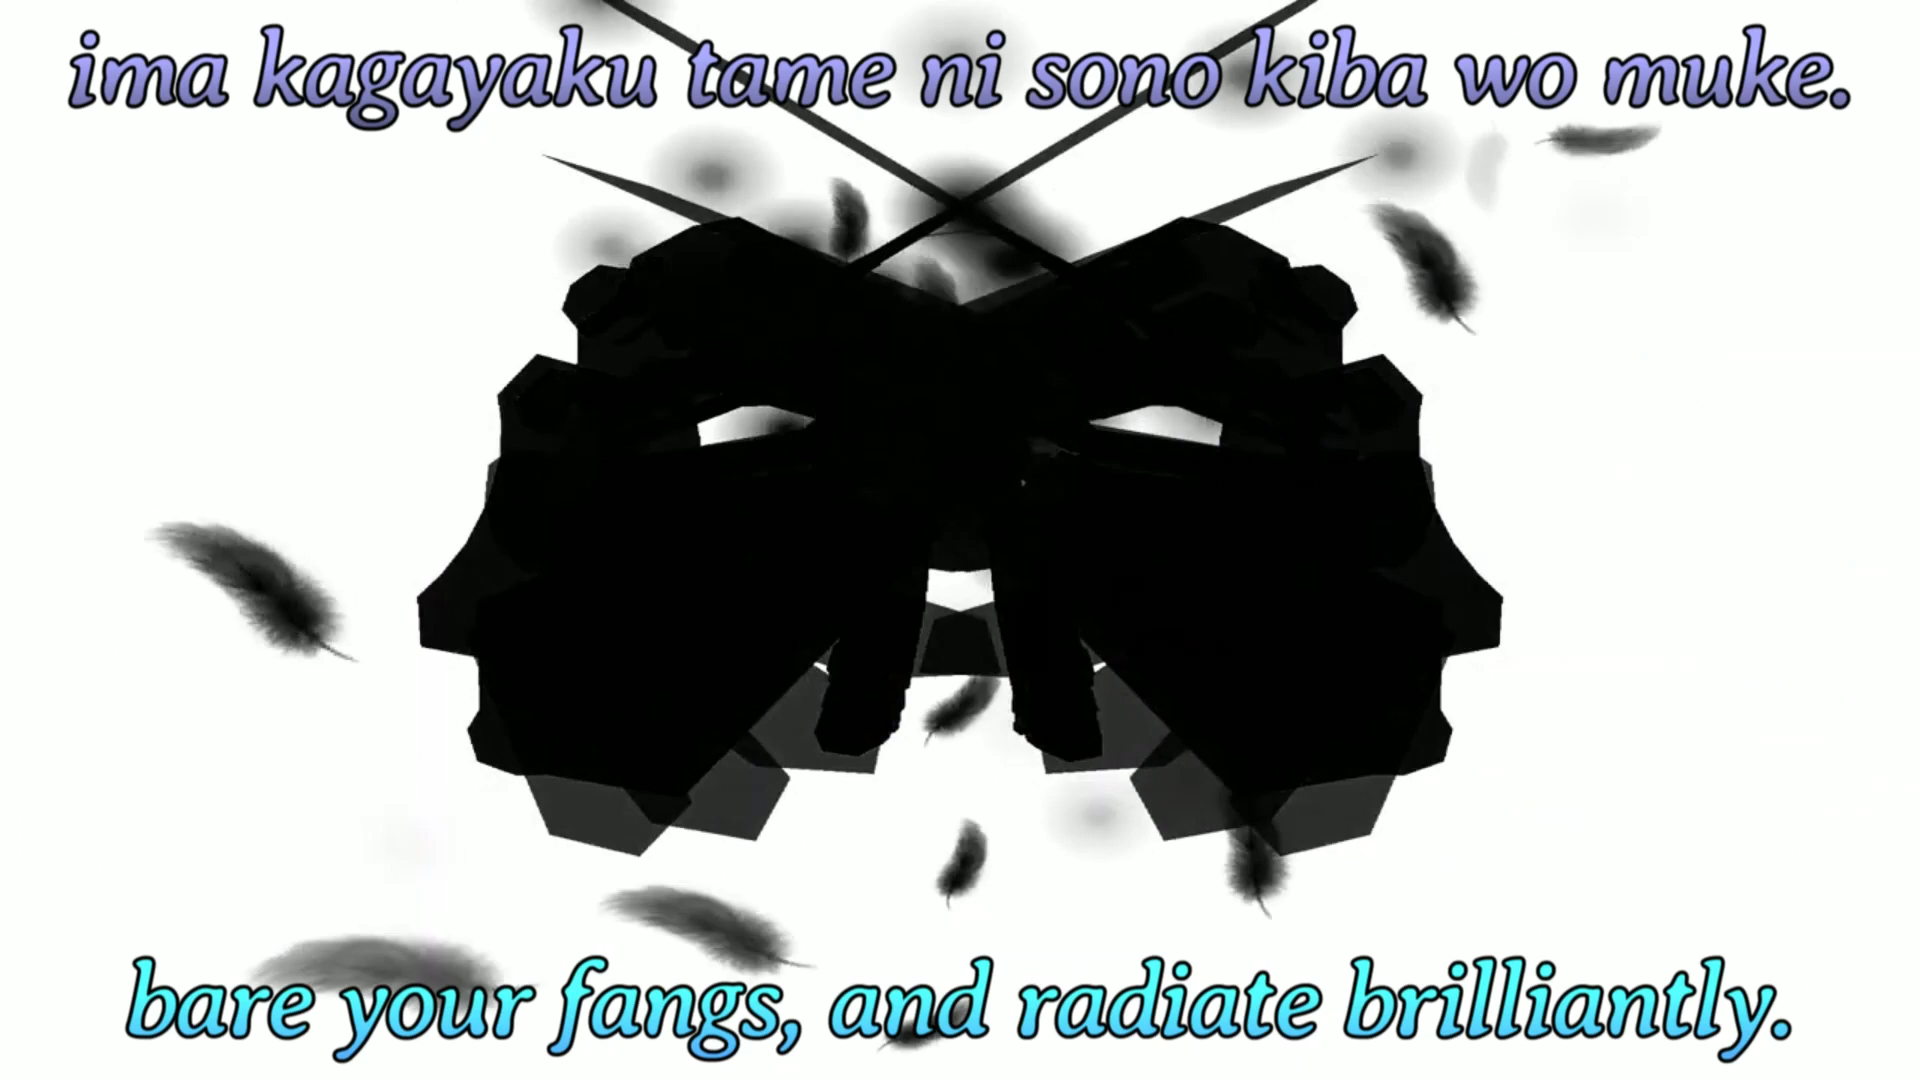 ima kagayaku tame ni sono kiba wo muke.
bare your fangs, and radiate brilliantly.